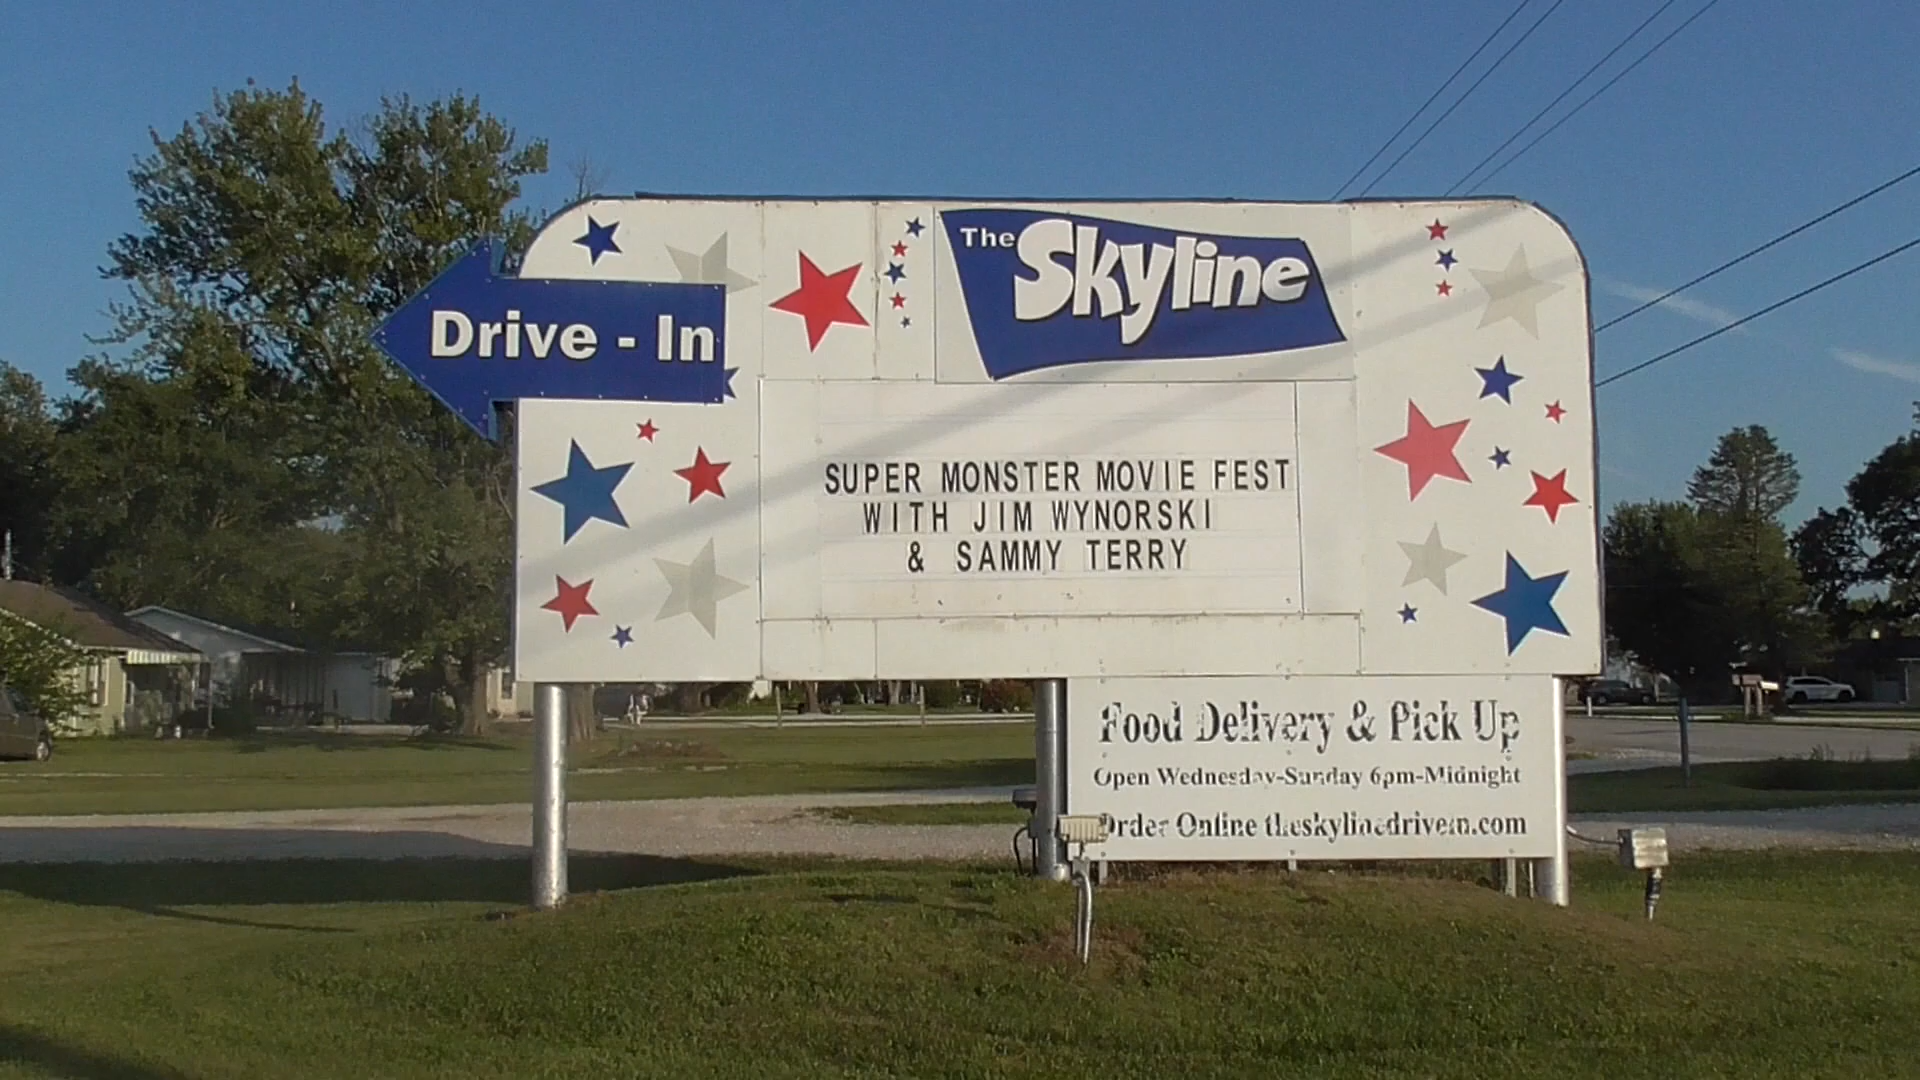 The Skyline
Drive - In
SUPER MONSTER MOVIE FEST
WITH JIM WYNORSKI
& SAMMY TERRY
Food Delivery & Pick Up
Open Wednesday-Sunday 6pm-Midnight
Order Online theskylinedrivein.com